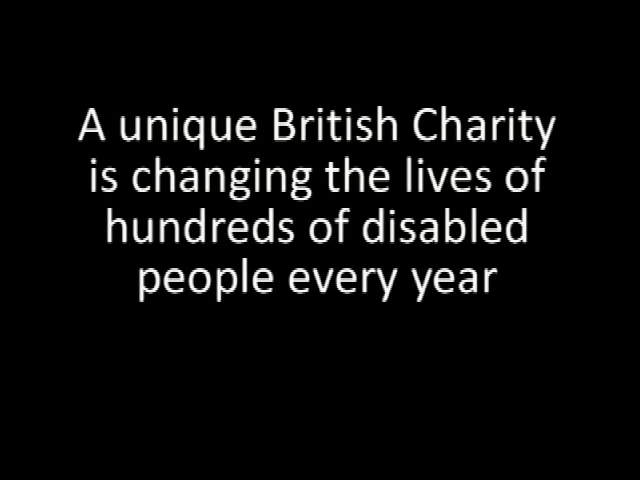 A unique British Charity
is changing the lives of
hundreds of disabled
people every year